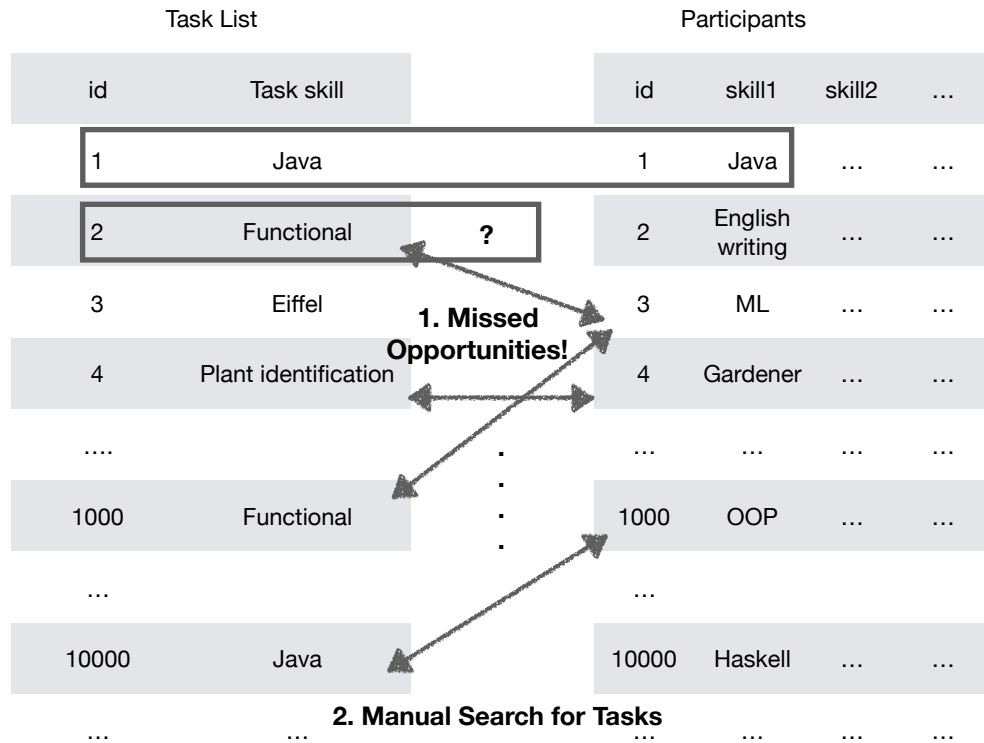 Task List Participants
id Task skill id skill1 skill2 …
1 Java 1 Java … …
2 Functional ? 2 English writing … …
3 Eiffel 3 ML … …
1. Missed
Opportunities!
4 Plant identification 4 Gardener … …
.... … … … …
1000 Functional 1000 OOP … …
… …
10000 Java 10000 Haskell … …
2. Manual Search for Tasks
… … … … … …